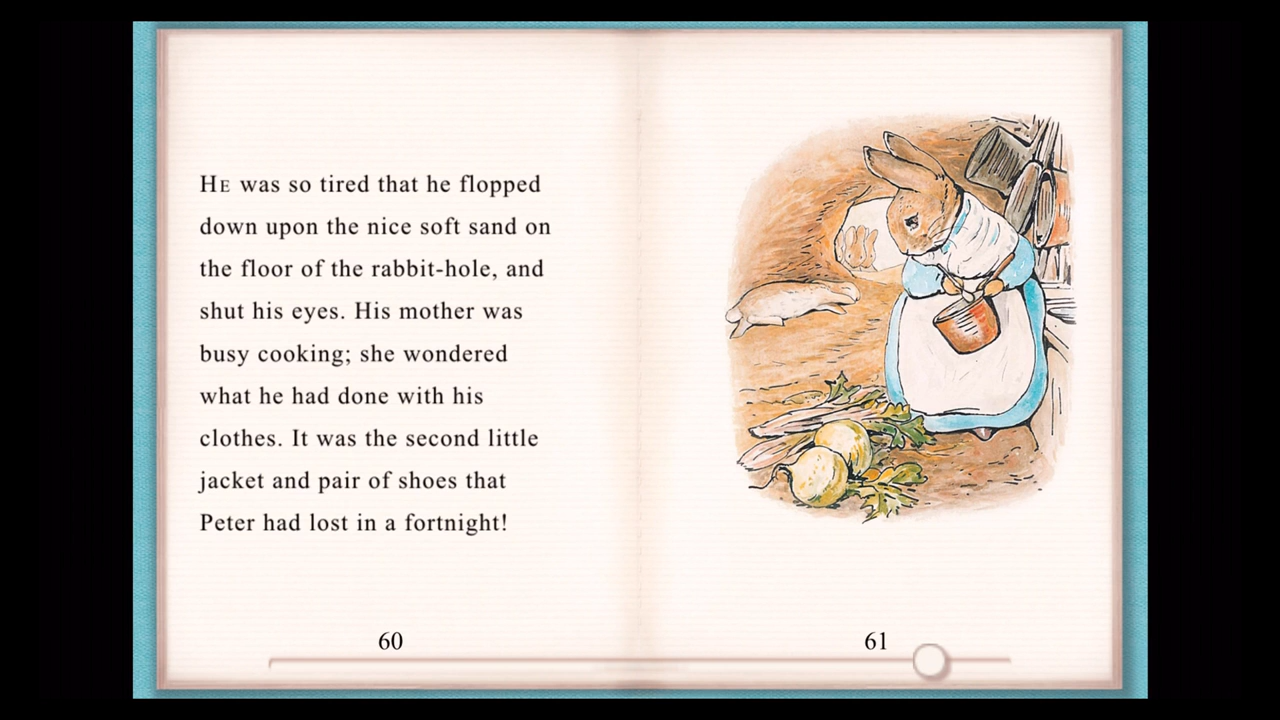 HE was so tired that he flopped
down upon the nice soft sand on
the floor of the rabbit-hole, and
shut his eyes. His mother was
busy cooking; she wondered
what he had done with his
clothes. It was the second little
jacket and pair of shoes that
Peter had lost in a fortnight!
60
61